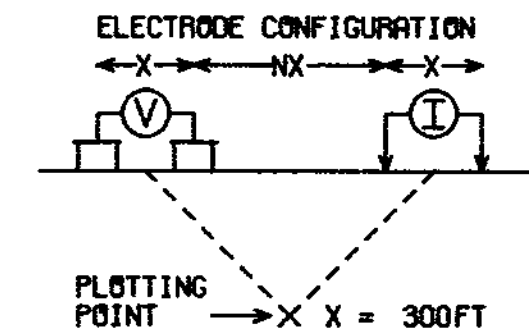 ELECTRODE CONFIGURATION
X NX X
V I
PLOTTING
POINT X X = 300FT